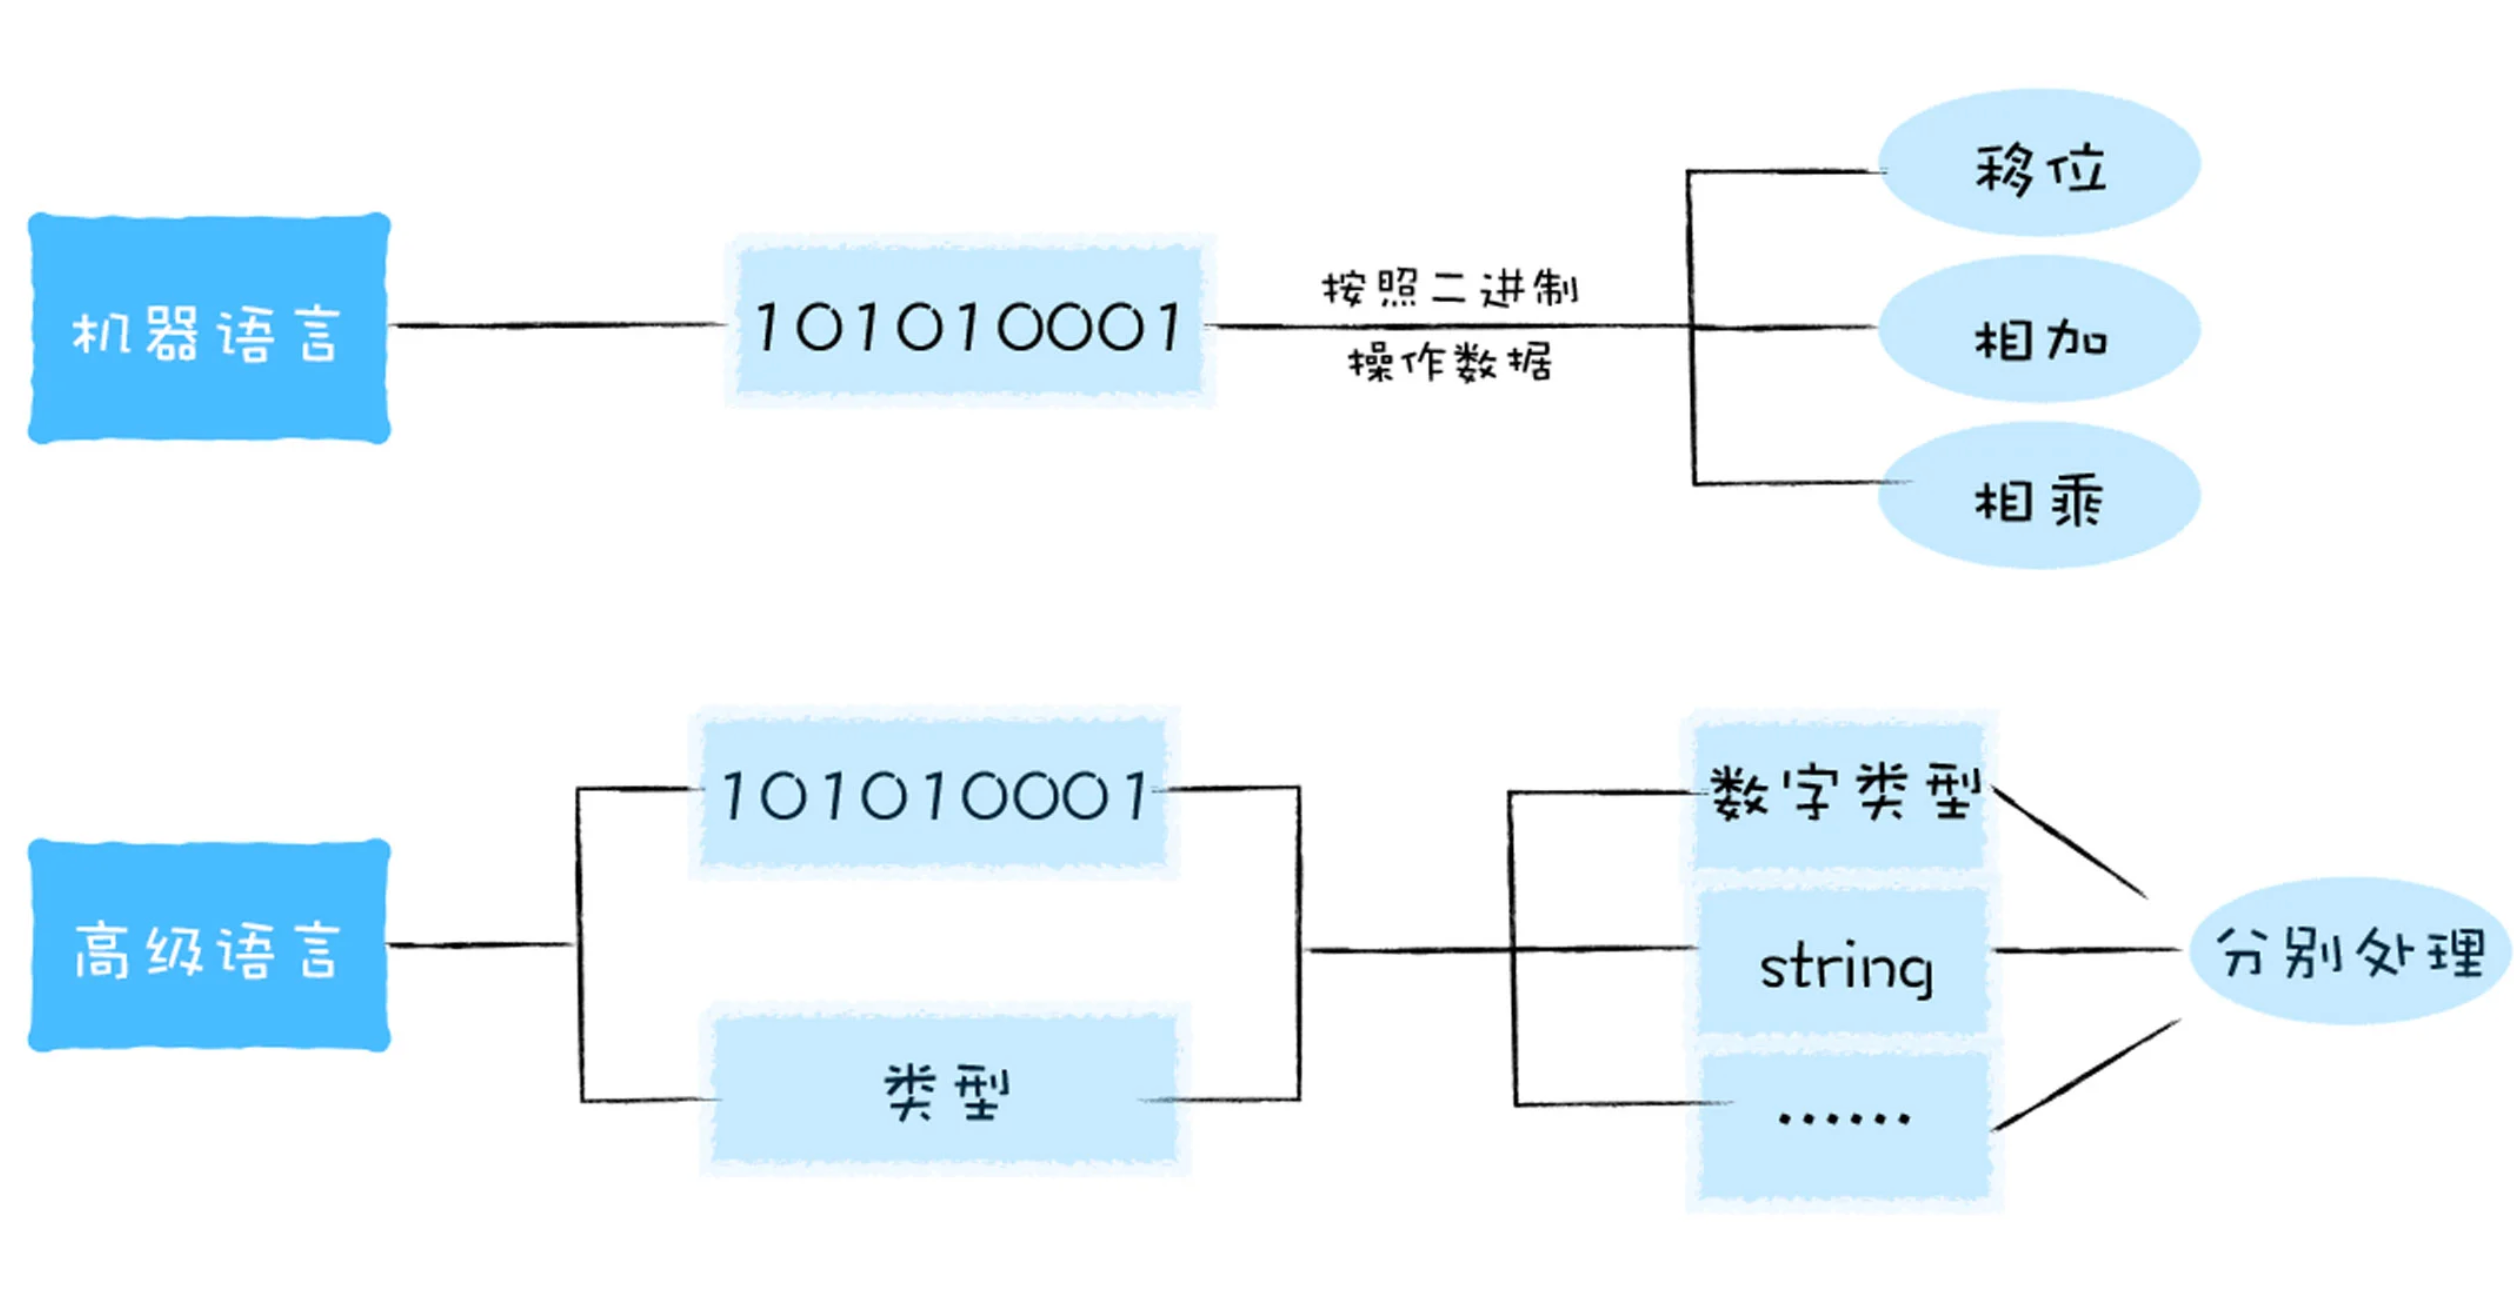 机器语言
101010001
按照二进制
操作数据
移位
相加
相乘
高级语言
101010001
类型
数字类型
string
......
分别处理